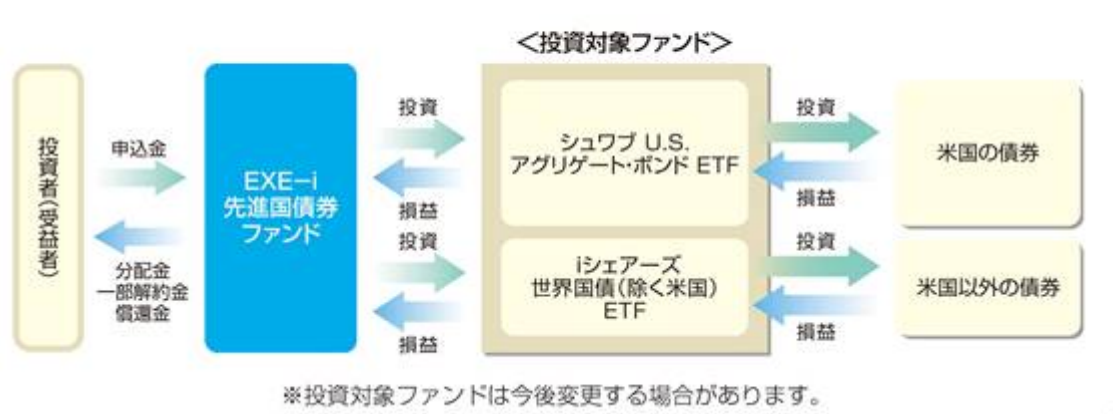 ＜投資対象ファンド＞
投資者（受益者）
申込金
分配金
一部解約金
償還金
EXE−i
先進国債券
ファンド
投資
損益
投資
損益
シュワブ U.S.
アグリゲート・ボンド ETF
iシェアーズ
世界国債（除く米国）
ETF
投資
損益
投資
損益
米国の債券
米国以外の債券
※投資対象ファンドは今後変更する場合があります。